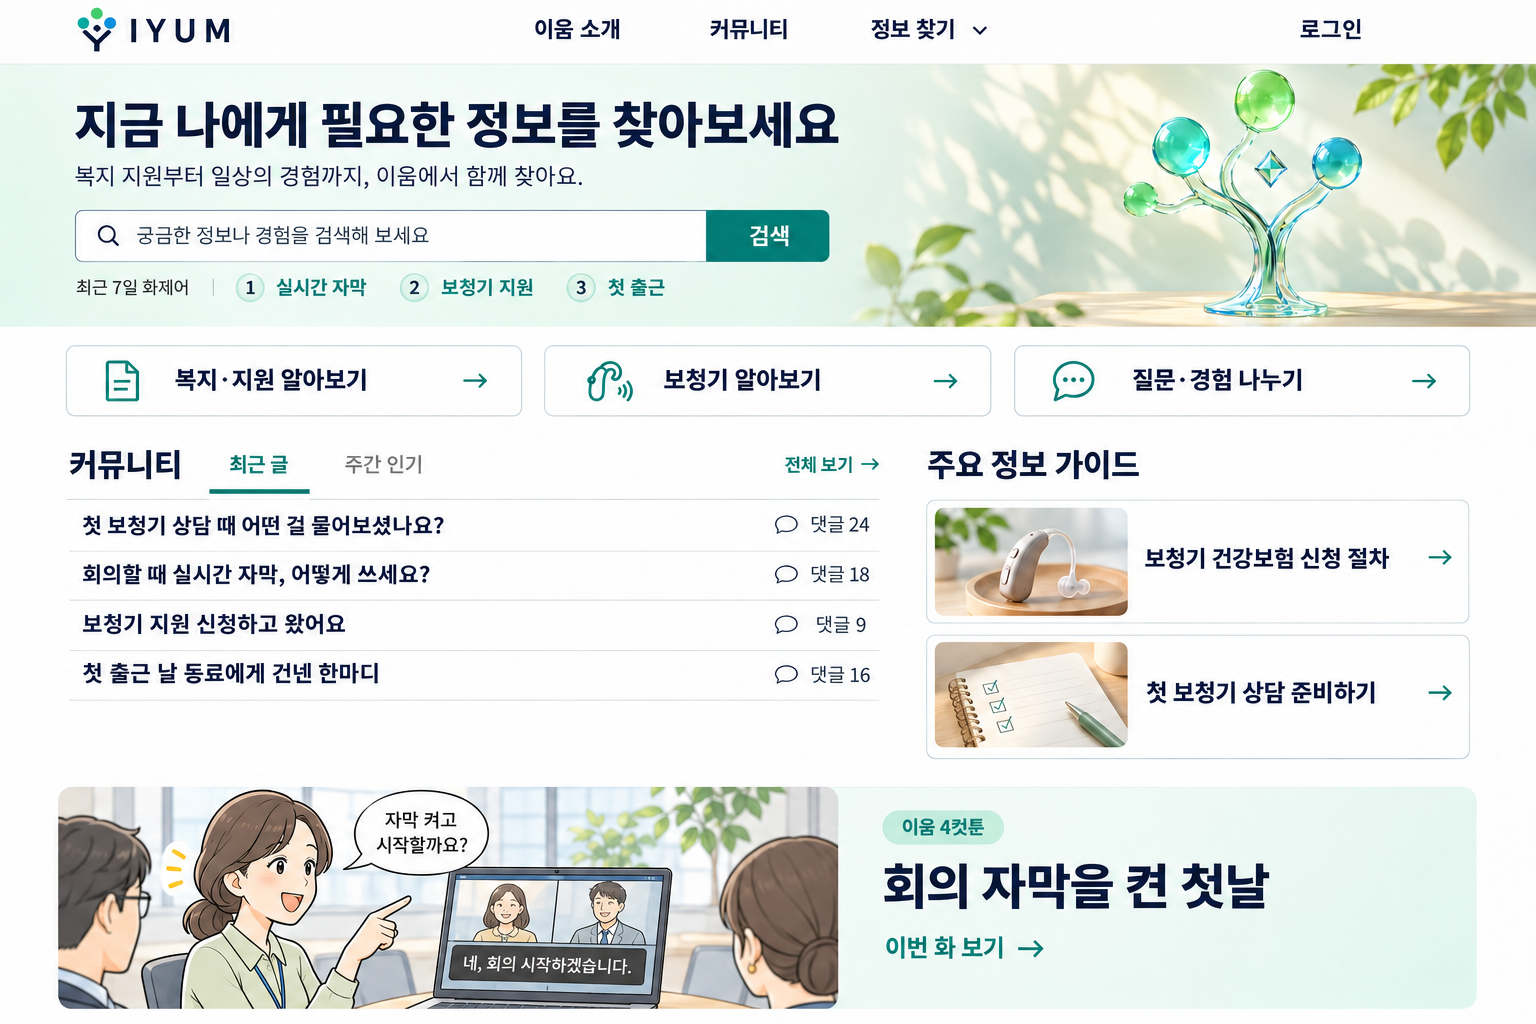 IYUM
이움 소개
커뮤니티
정보 찾기
로그인
지금 나에게 필요한 정보를 찾아보세요
복지 지원부터 일상의 경험까지, 이움에서 함께 찾아요.
궁금한 정보나 경험을 검색해 보세요
검색
최근 7일 화제어
1 실시간 자막
2 보청기 지원
3 첫 출근
복지·지원 알아보기
보청기 알아보기
질문·경험 나누기
커뮤니티
최근 글
주간 인기
전체 보기 →
첫 보청기 상담 때 어떤 걸 물어보셨나요?
댓글 24
회의할 때 실시간 자막, 어떻게 쓰세요?
댓글 18
보청기 지원 신청하고 왔어요
댓글 9
첫 출근 날 동료에게 건넨 한마디
댓글 16
주요 정보 가이드
보청기 건강보험 신청 절차
첫 보청기 상담 준비하기
자막 켜고
시작할까요?
네, 회의 시작하겠습니다.
이움 4컷툰
회의 자막을 켠 첫날
이번 화 보기 →